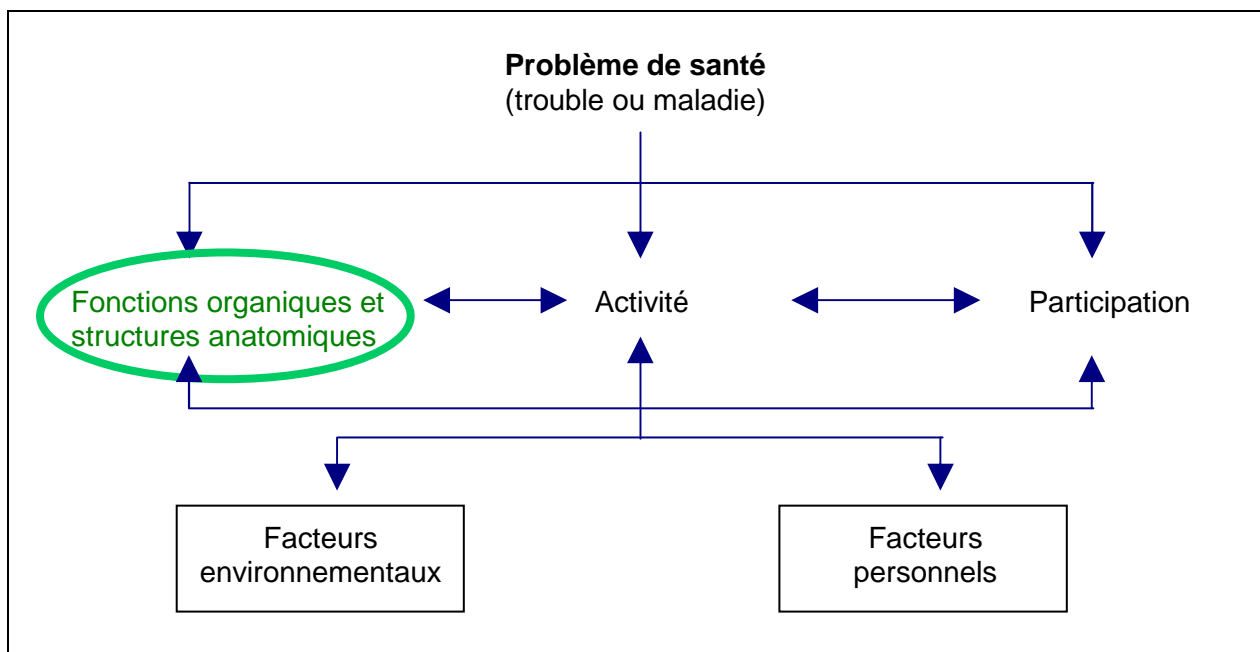 Problème de santé
(trouble ou maladie)
Fonctions organiques et
structures anatomiques
Activité
Participation
Facteurs
environnementaux
Facteurs
personnels